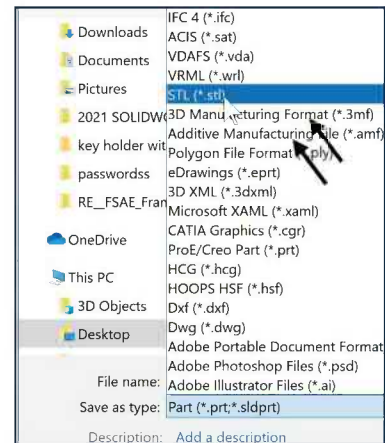 Downloads
Documents
Pictures
2021 SOLIDW
key holder wit
passwordss
RE__FSAE_Fran
OneDrive
This PC
3D Objects
Desktop
IFC 4 (*.ifc)
ACIS (*.sat)
VDAFS (*.vda)
VRML (*.wrl)
STL (*.stl)
3D Manufacturing Format (*.3mf)
Additive Manufacturing File (*.amf)
Polygon File Format (*.ply)
eDrawings (*.eprt)
3D XML (*.3dxml)
Microsoft XAML (*.xaml)
CATIA Graphics (*.cgr)
ProE/Creo Part (*.prt)
HCG (*.hcg)
HOOPS HSF (*.hsf)
Dxf (*.dxf)
Dwg (*.dwg)
Adobe Portable Document Format
Adobe Photoshop Files (*.psd)
Adobe Illustrator Files (*.ai)
File name:
Save as type: Part (*.prt;*.sldprt)
Description: Add a description